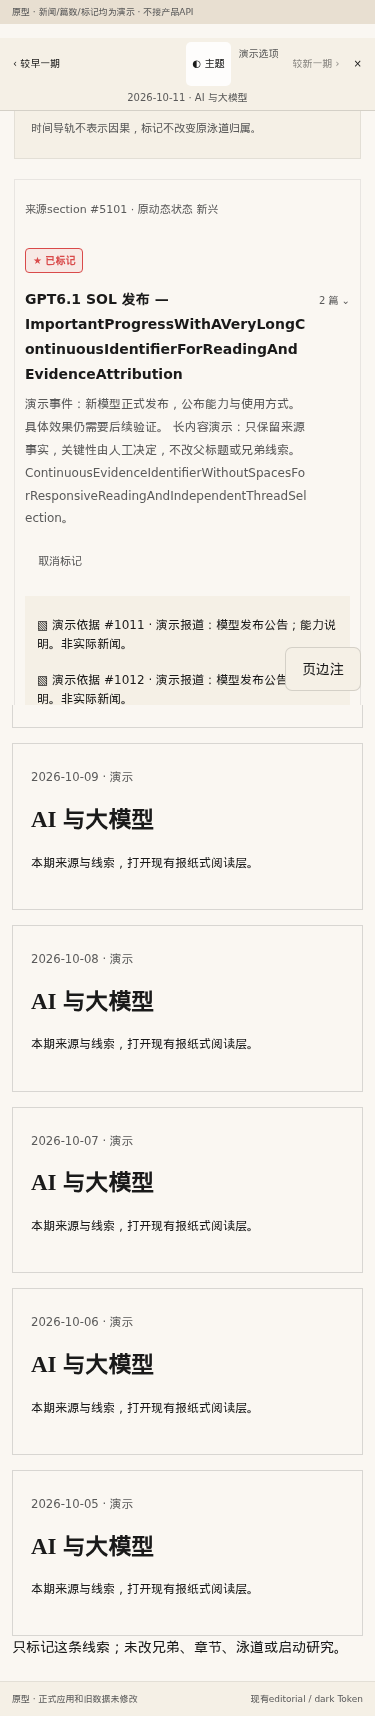 原型 · 新闻/篇数/标记均为演示 · 不接产品API
‹ 较早一期
◐ 主题
演示选项
较新一期 ›
×
2026-10-11 · AI 与大模型
时间导轨不表示因果，标记不改变原泳道归属。
来源section #5101 · 原动态状态 新兴
★ 已标记
GPT6.1 SOL 发布 —
ImportantProgressWithAVeryLongC
ontinuousIdentifierForReadingAnd
EvidenceAttribution
2 篇 ⌄
演示事件：新模型正式发布，公布能力与使用方式。
具体效果仍需要后续验证。 长内容演示：只保留来源
事实，关键性由人工决定，不改父标题或兄弟线索。
ContinuousEvidenceIdentifierWithoutSpacesFo
rResponsiveReadingAndIndependentThreadSel
ection。
取消标记
▧ 演示依据 #1011 · 演示报道：模型发布公告；能力说
明。非实际新闻。
▧ 演示依据 #1012 · 演示报道：模型发布公告
明。非实际新闻。
页边注
2026-10-09 · 演示
AI 与大模型
本期来源与线索，打开现有报纸式阅读层。
2026-10-08 · 演示
AI 与大模型
本期来源与线索，打开现有报纸式阅读层。
2026-10-07 · 演示
AI 与大模型
本期来源与线索，打开现有报纸式阅读层。
2026-10-06 · 演示
AI 与大模型
本期来源与线索，打开现有报纸式阅读层。
2026-10-05 · 演示
AI 与大模型
本期来源与线索，打开现有报纸式阅读层。
只标记这条线索；未改兄弟、章节、泳道或启动研究。
原型 · 正式应用和旧数据未修改
现有editorial / dark Token